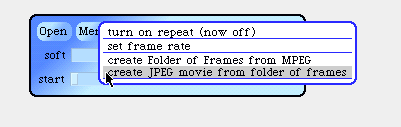 Open Men
turn on repeat (now off)
set frame rate
soft
create Folder of Frames from MPEG
start
create JPEG movie from folder of frames